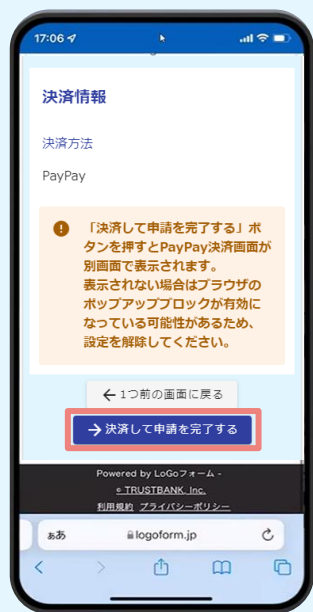 17:06
決済情報
決済方法
PayPay
「決済して申請を完了する」ボ
タンを押すとPayPay決済画面が
別画面で表示されます。
表示されない場合はブラウザの
ポップアップブロックが有効に
なっている可能性があるため、
設定を解除してください。
← 1つ前の画面に戻る
→ 決済して申請を完了する
Powered by LoGoフォーム -
© TRUSTBANK, Inc.
利用規約 プライバシーポリシー
ぁあ logoform.jp